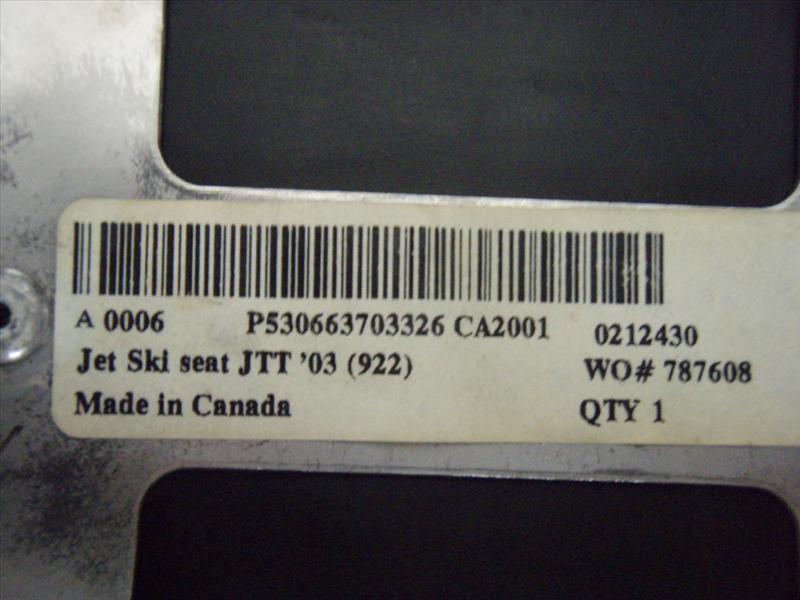 A 0006 P530663703326 CA2001 0212430
Jet Ski seat JTT '03 (922) WO# 787608
Made in Canada QTY 1